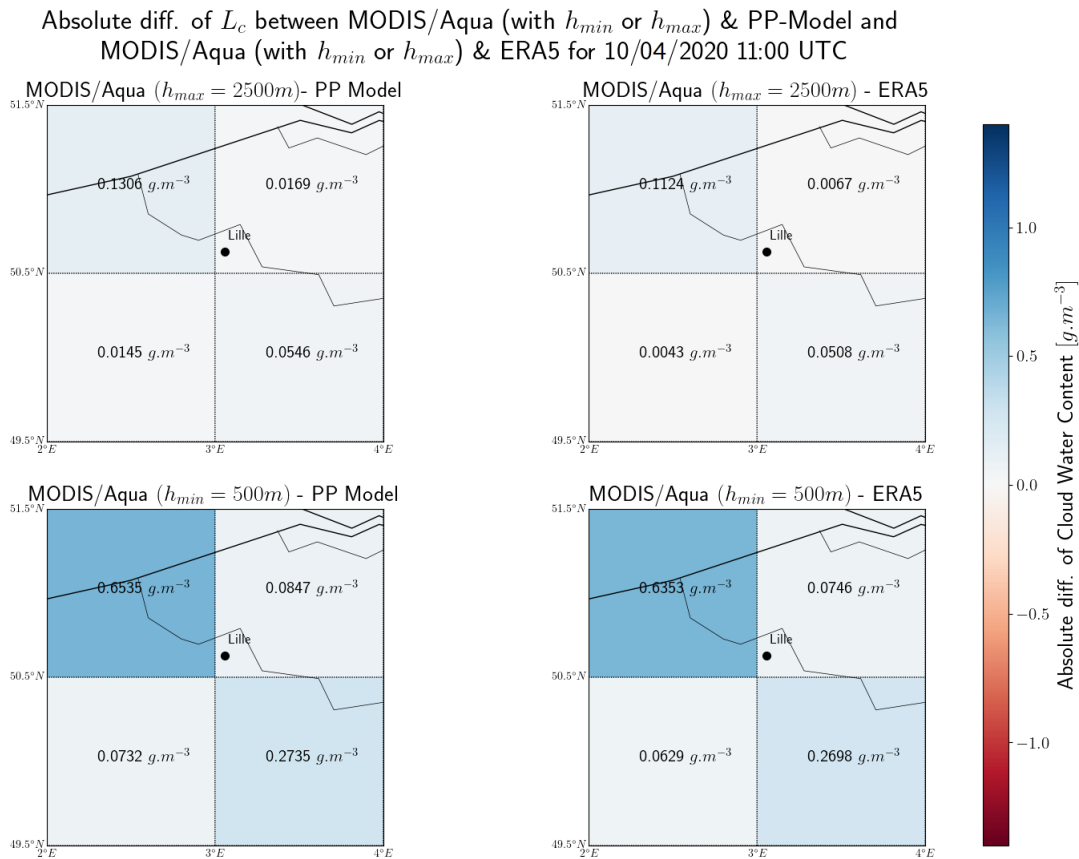 Absolute diff. of L_c between MODIS/Aqua (with h_min or h_max) & PP-Model and
MODIS/Aqua (with h_min or h_max) & ERA5 for 10/04/2020 11:00 UTC
MODIS/Aqua (h_max = 2500m)- PP Model
51.5°N
0.1306 g.m^−3
0.0169 g.m^−3
Lille
50.5°N
0.0145 g.m^−3
0.0546 g.m^−3
49.5°N
2°E
3°E
4°E
MODIS/Aqua (h_max = 2500m) - ERA5
51.5°N
0.1124 g.m^−3
0.0067 g.m^−3
Lille
50.5°N
0.0043 g.m^−3
0.0508 g.m^−3
49.5°N
2°E
3°E
4°E
MODIS/Aqua (h_min = 500m) - PP Model
51.5°N
0.6535 g.m^−3
0.0847 g.m^−3
Lille
50.5°N
0.0732 g.m^−3
0.2735 g.m^−3
49.5°N
2°E
3°E
4°E
MODIS/Aqua (h_min = 500m) - ERA5
51.5°N
0.6353 g.m^−3
0.0746 g.m^−3
Lille
50.5°N
0.0629 g.m^−3
0.2698 g.m^−3
49.5°N
2°E
3°E
4°E
1.0
0.5
0.0
−0.5
−1.0
Absolute diff. of Cloud Water Content [g.m^−3]